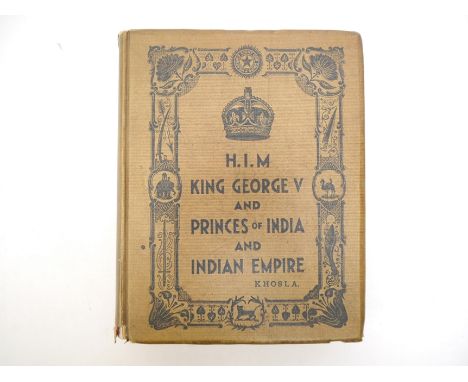 H.I.M
KING GEORGE V
AND
PRINCES OF INDIA
AND
INDIAN EMPIRE
KHOSLA.